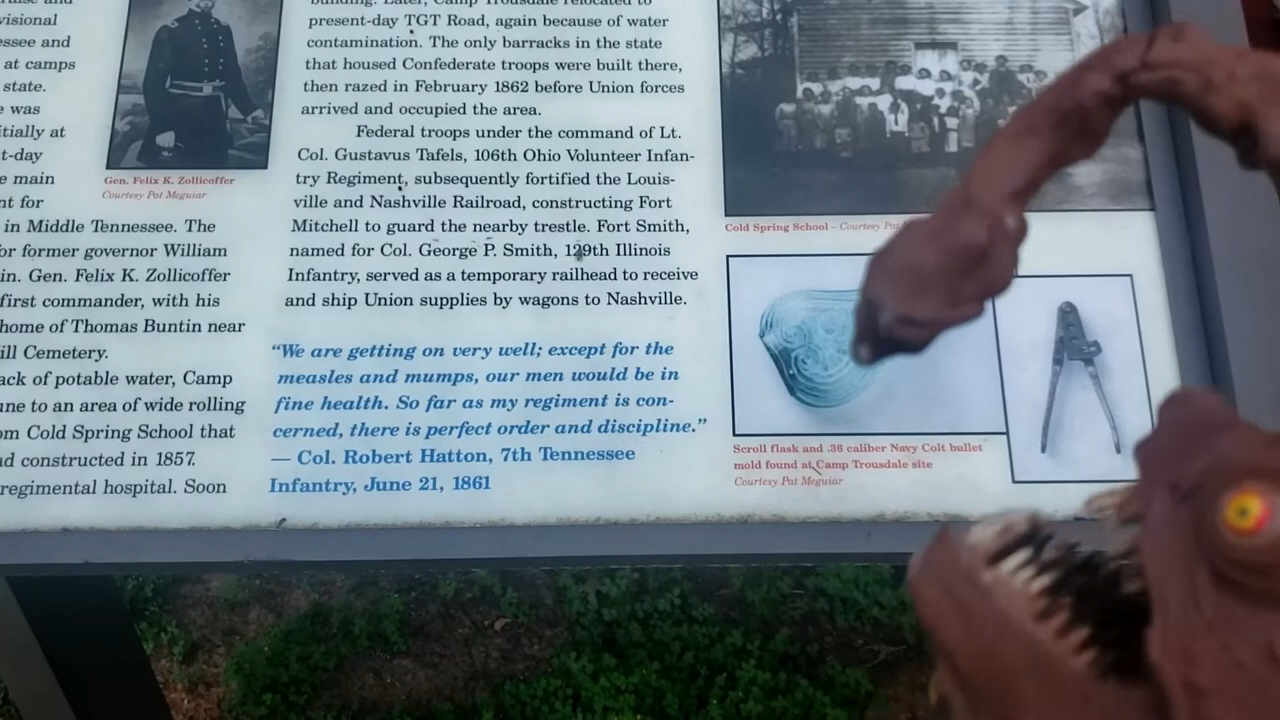 visional
essee and
at camps
state.
was
itially at
t-day
main
nt for
in Middle Tennessee. The
or former governor William
in. Gen. Felix K. Zollicoffer
first commander, with his
home of Thomas Buntin near
ill Cemetery.
ack of potable water, Camp
une to an area of wide rolling
om Cold Spring School that
ad constructed in 1857.
regimental hospital. Soon
Gen. Felix K. Zollicoffer
Courtesy Pat Meguiar
building. Later, Camp Trousdale relocated to
present-day TGT Road, again because of water
contamination. The only barracks in the state
that housed Confederate troops were built there,
then razed in February 1862 before Union forces
arrived and occupied the area.
Federal troops under the command of Lt.
Col. Gustavus Tafels, 106th Ohio Volunteer Infan-
try Regiment, subsequently fortified the Louis-
ville and Nashville Railroad, constructing Fort
Mitchell to guard the nearby trestle. Fort Smith,
named for Col. George P. Smith, 129th Illinois
Infantry, served as a temporary railhead to receive
and ship Union supplies by wagons to Nashville.
“We are getting on very well; except for the
measles and mumps, our men would be in
fine health. So far as my regiment is con-
cerned, there is perfect order and discipline.”
— Col. Robert Hatton, 7th Tennessee
Infantry, June 21, 1861
Cold Spring School – Courtesy Pat
Scroll flask and .36 caliber Navy Colt bullet
mold found at Camp Trousdale site
Courtesy Pat Meguiar